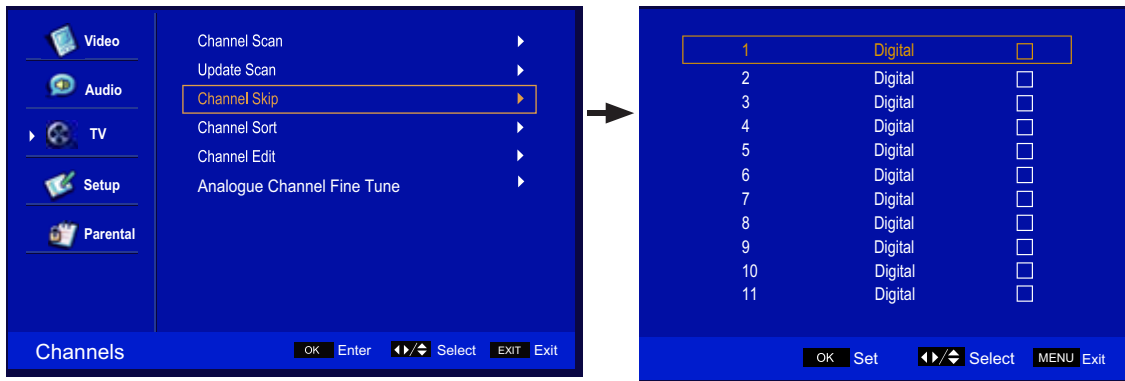 Video
Audio
TV
Setup
Parental
Channel Scan
Update Scan
Channel Skip
Channel Sort
Channel Edit
Analogue Channel Fine Tune
Channels
OK Enter Select EXIT Exit
1 Digital
2 Digital
3 Digital
4 Digital
5 Digital
6 Digital
7 Digital
8 Digital
9 Digital
10 Digital
11 Digital
OK Set Select MENU Exit